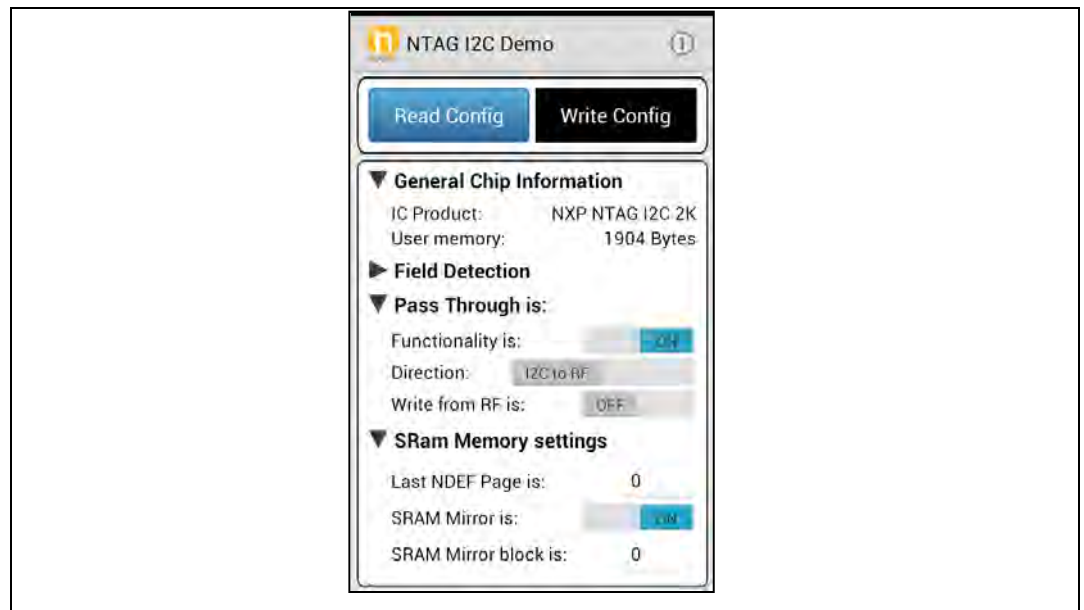 NTAG I2C Demo
Read Config
Write Config
General Chip Information
IC Product: NXP NTAG I2C 2K
User memory: 1904 Bytes
Field Detection
Pass Through is:
Functionality is: ON
Direction: I2C to RF
Write from RF is: OFF
SRam Memory settings
Last NDEF Page is: 0
SRAM Mirror is: ON
SRAM Mirror block is: 0